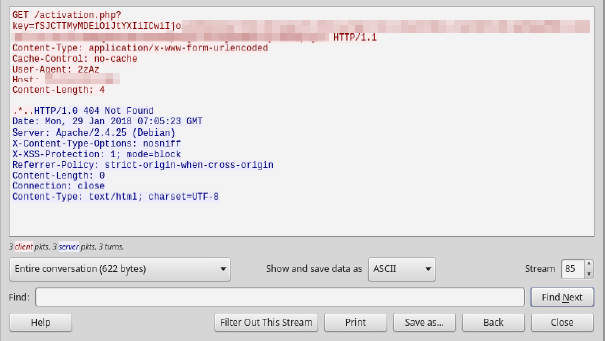 GET /activation.php?
HTTP/1.1
Content-Type: application/x-www-form-urlencoded
Cache-Control: no-cache
User-Agent: 2zAz
Host:
Content-Length: 4
.*..HTTP/1.0 404 Not Found
Date: Mon, 29 Jan 2018 07:05:23 GMT
Server: Apache/2.4.25 (Debian)
X-Content-Type-Options: nosniff
X-XSS-Protection: 1; mode=block
Referrer-Policy: strict-origin-when-cross-origin
Content-Length: 0
Connection: close
Content-Type: text/html; charset=UTF-8
3 client pkts, 3 server pkts, 3 turns.
Entire conversation (622 bytes) Show and save data as ASCII Stream 85
Find: Find Next
Help Filter Out This Stream Print Save as... Back Close